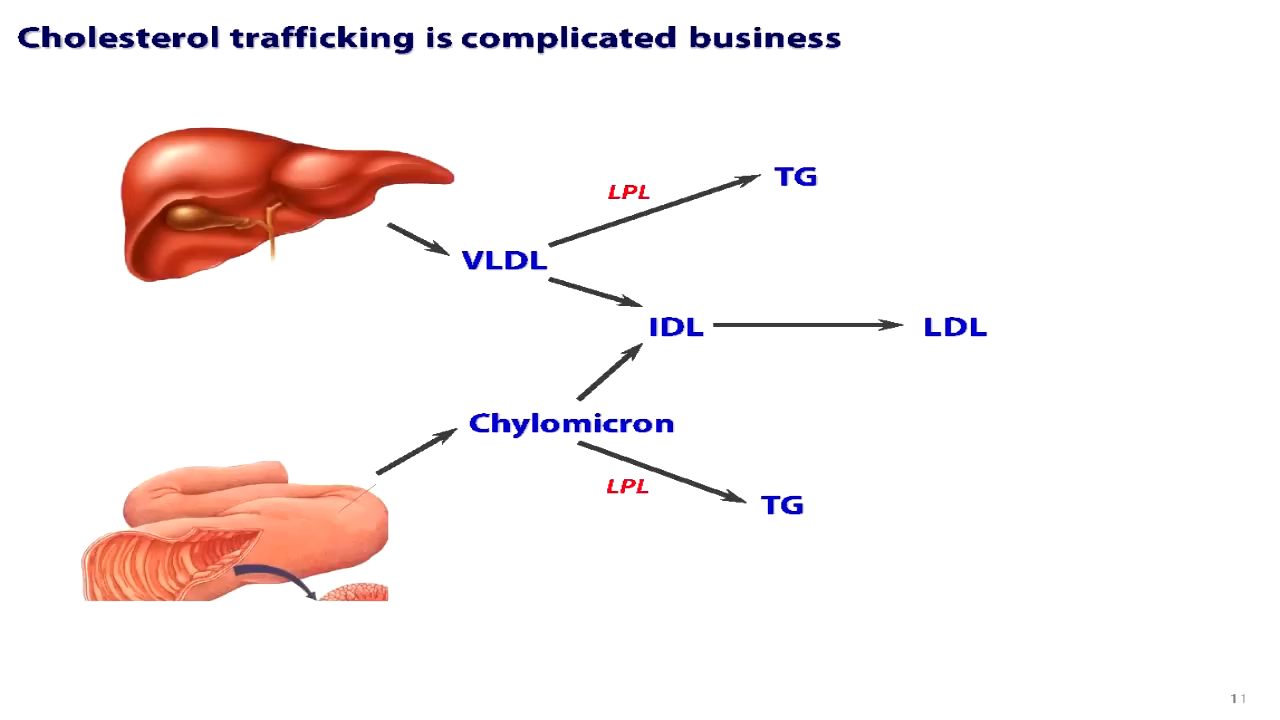 Cholesterol trafficking is complicated business
LPL
TG
VLDL
IDL
LDL
Chylomicron
LPL
TG
11